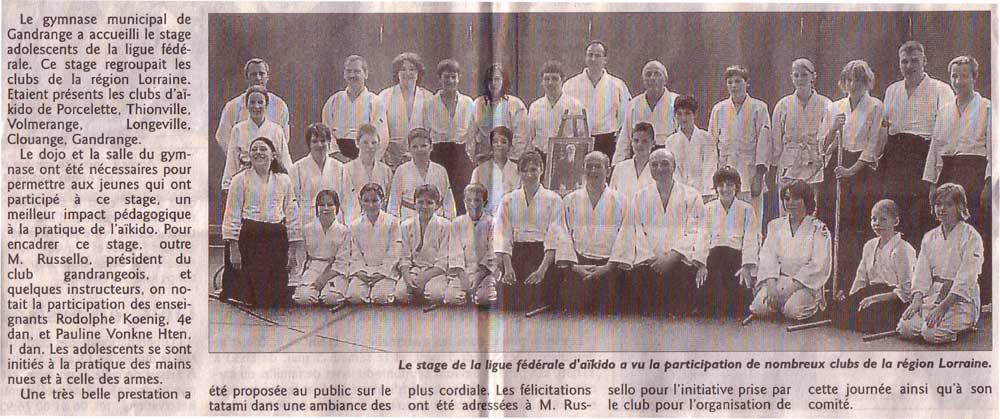 Le gymnase municipal de
Gandrange a accueilli le stage
adolescents de la ligue fédé-
rale. Ce stage regroupait les
clubs de la région Lorraine.
Etaient présents les clubs d'aï-
kido de Porcelette, Thionville,
Volmerange, Longeville,
Clouange, Gandrange.
Le dojo et la salle du gym-
nase ont été nécessaires pour
permettre aux jeunes qui ont
participé à ce stage, un
meilleur impact pédagogique
à la pratique de l'aïkido. Pour
encadrer ce stage, outre
M. Russello, président du
club gandrangeois, et
quelques instructeurs, on no-
tait la participation des ensei-
gnants Rodolphe Koenig, 4e
dan, et Pauline Vonkne Hten,
1 dan. Les adolescents se sont
initiés à la pratique des mains
nues et à celle des armes.
Une très belle prestation a
Le stage de la ligue fédérale d'aïkido a vu la participation de nombreux clubs de la région Lorraine.
été proposée au public sur le
tatami dans une ambiance des
plus cordiale. Les félicitations
ont été adressées à M. Rus-
sello pour l'initiative prise par
le club pour l'organisation de
cette journée ainsi qu'à son
comité.